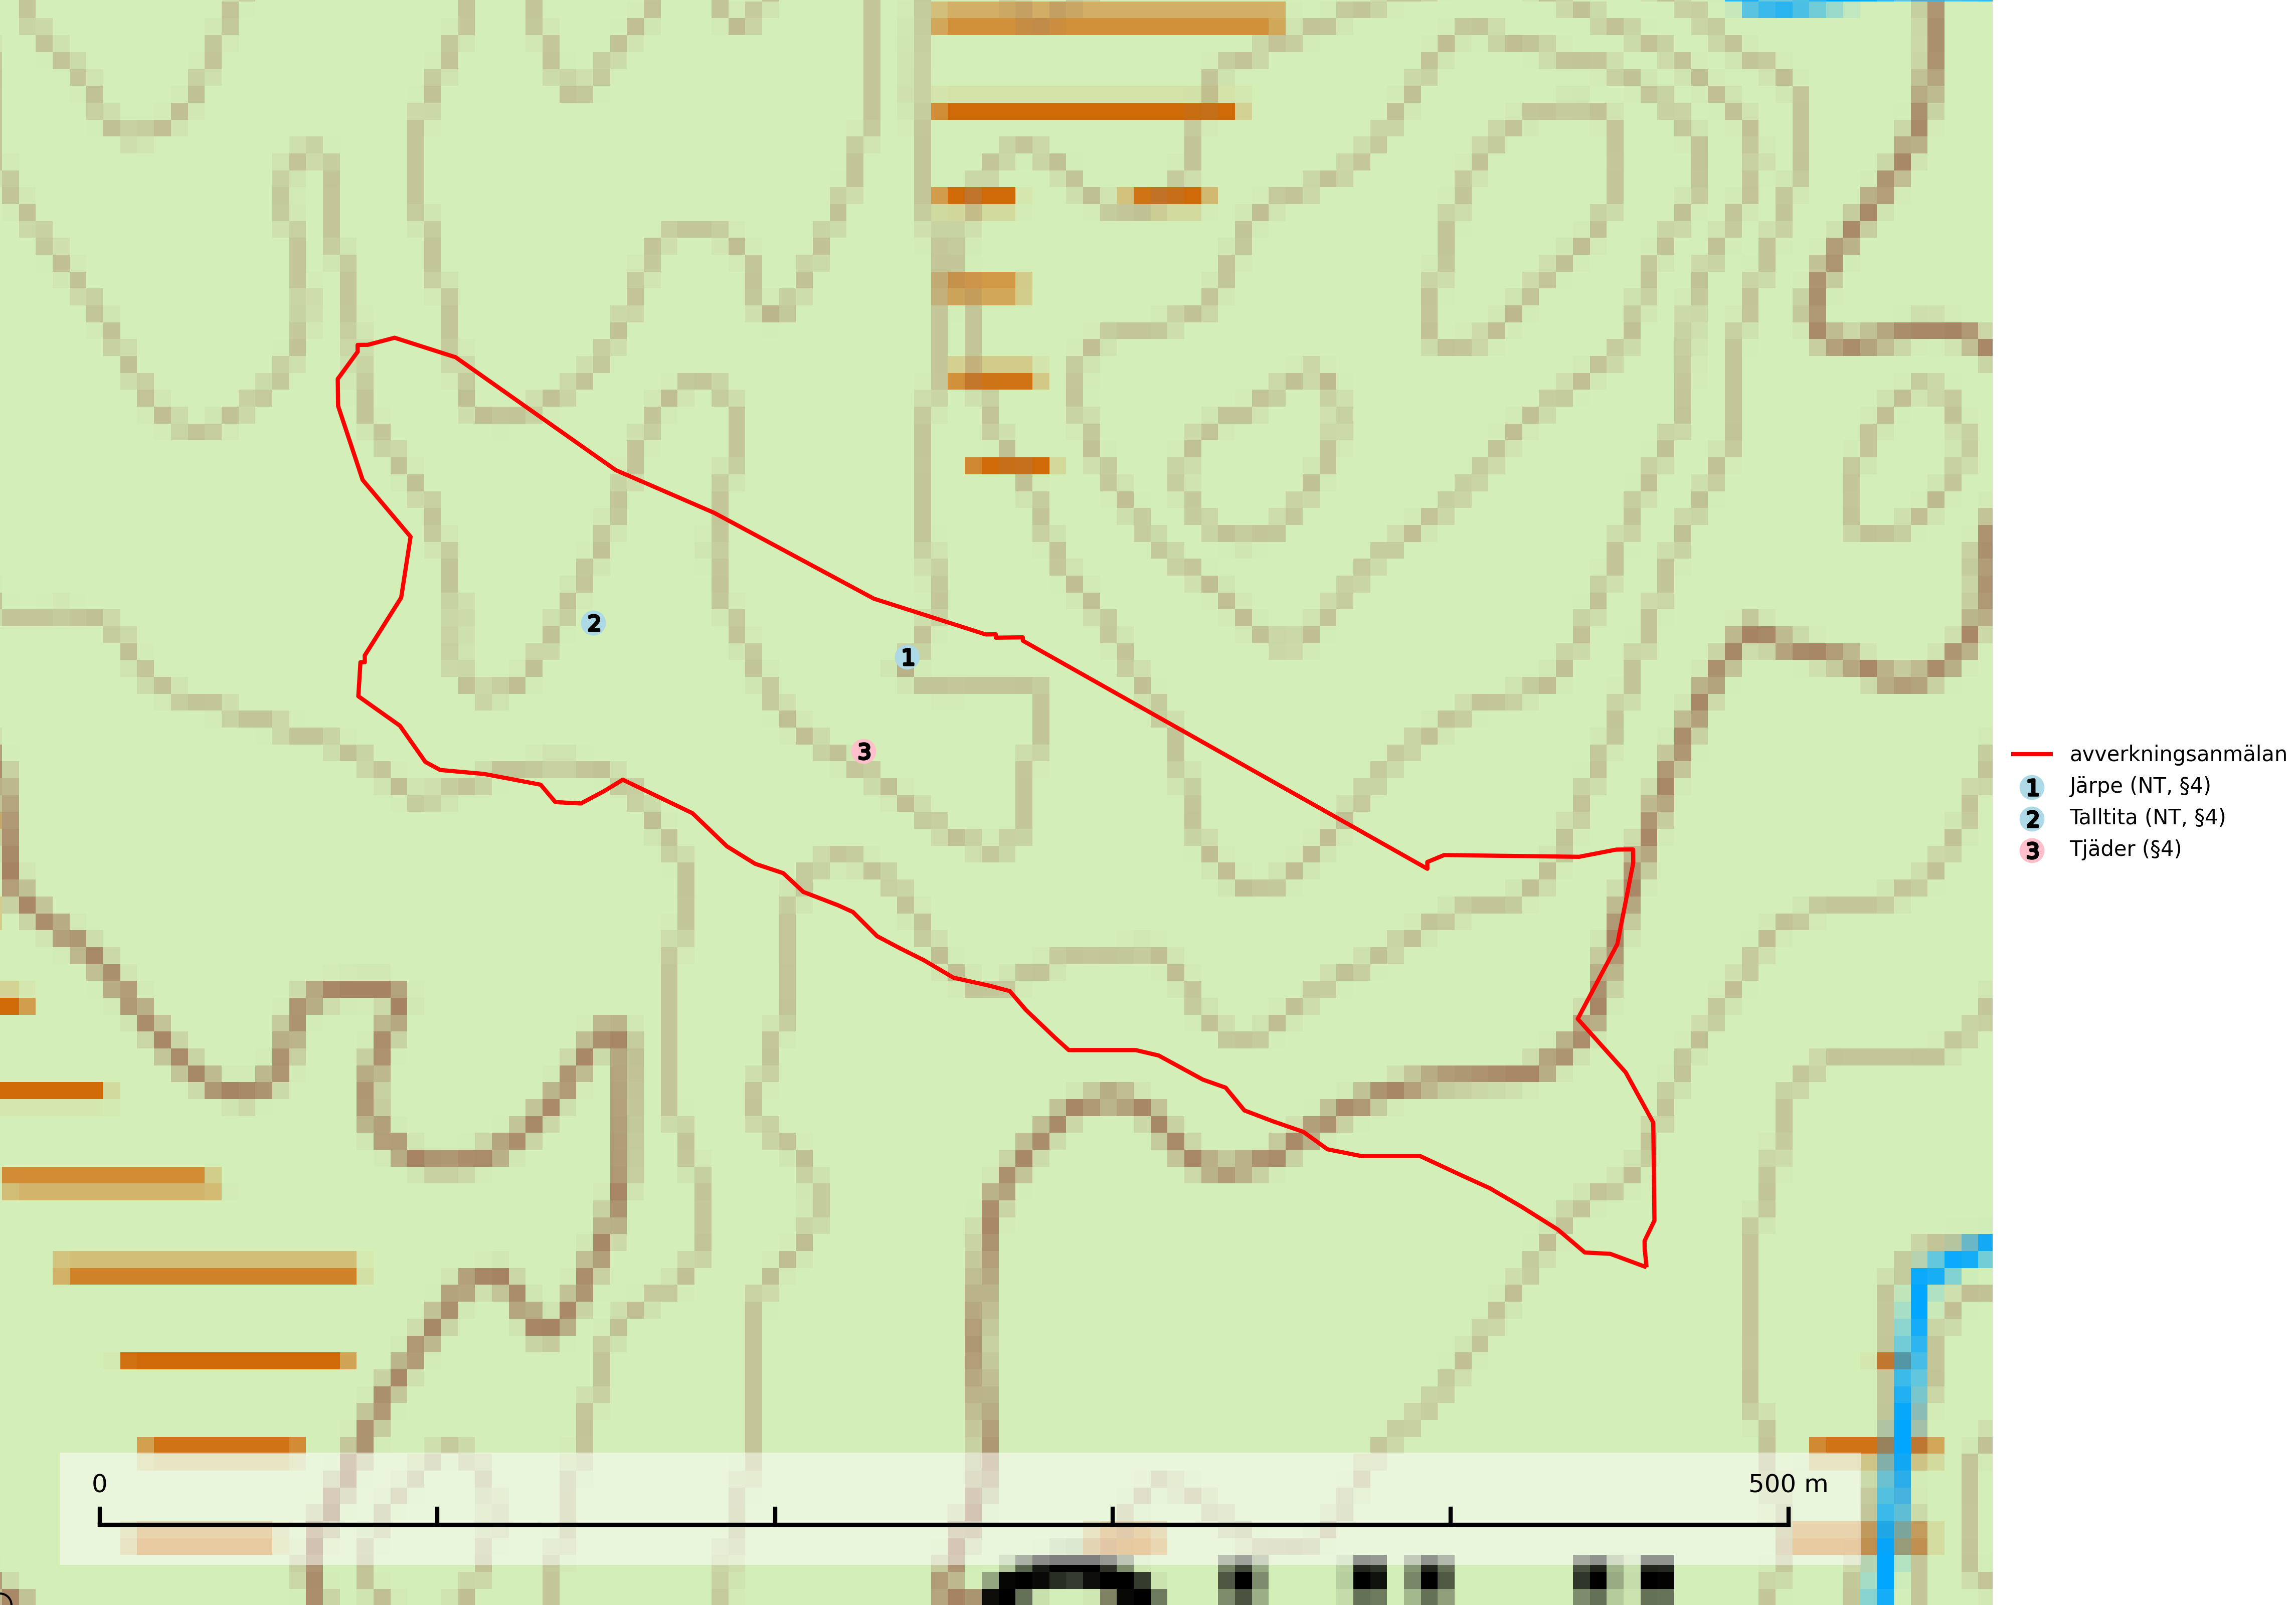 2
1
3
avverkningsanmälan
1 Järpe (NT, §4)
2 Talltita (NT, §4)
3 Tjäder (§4)
0 500 m